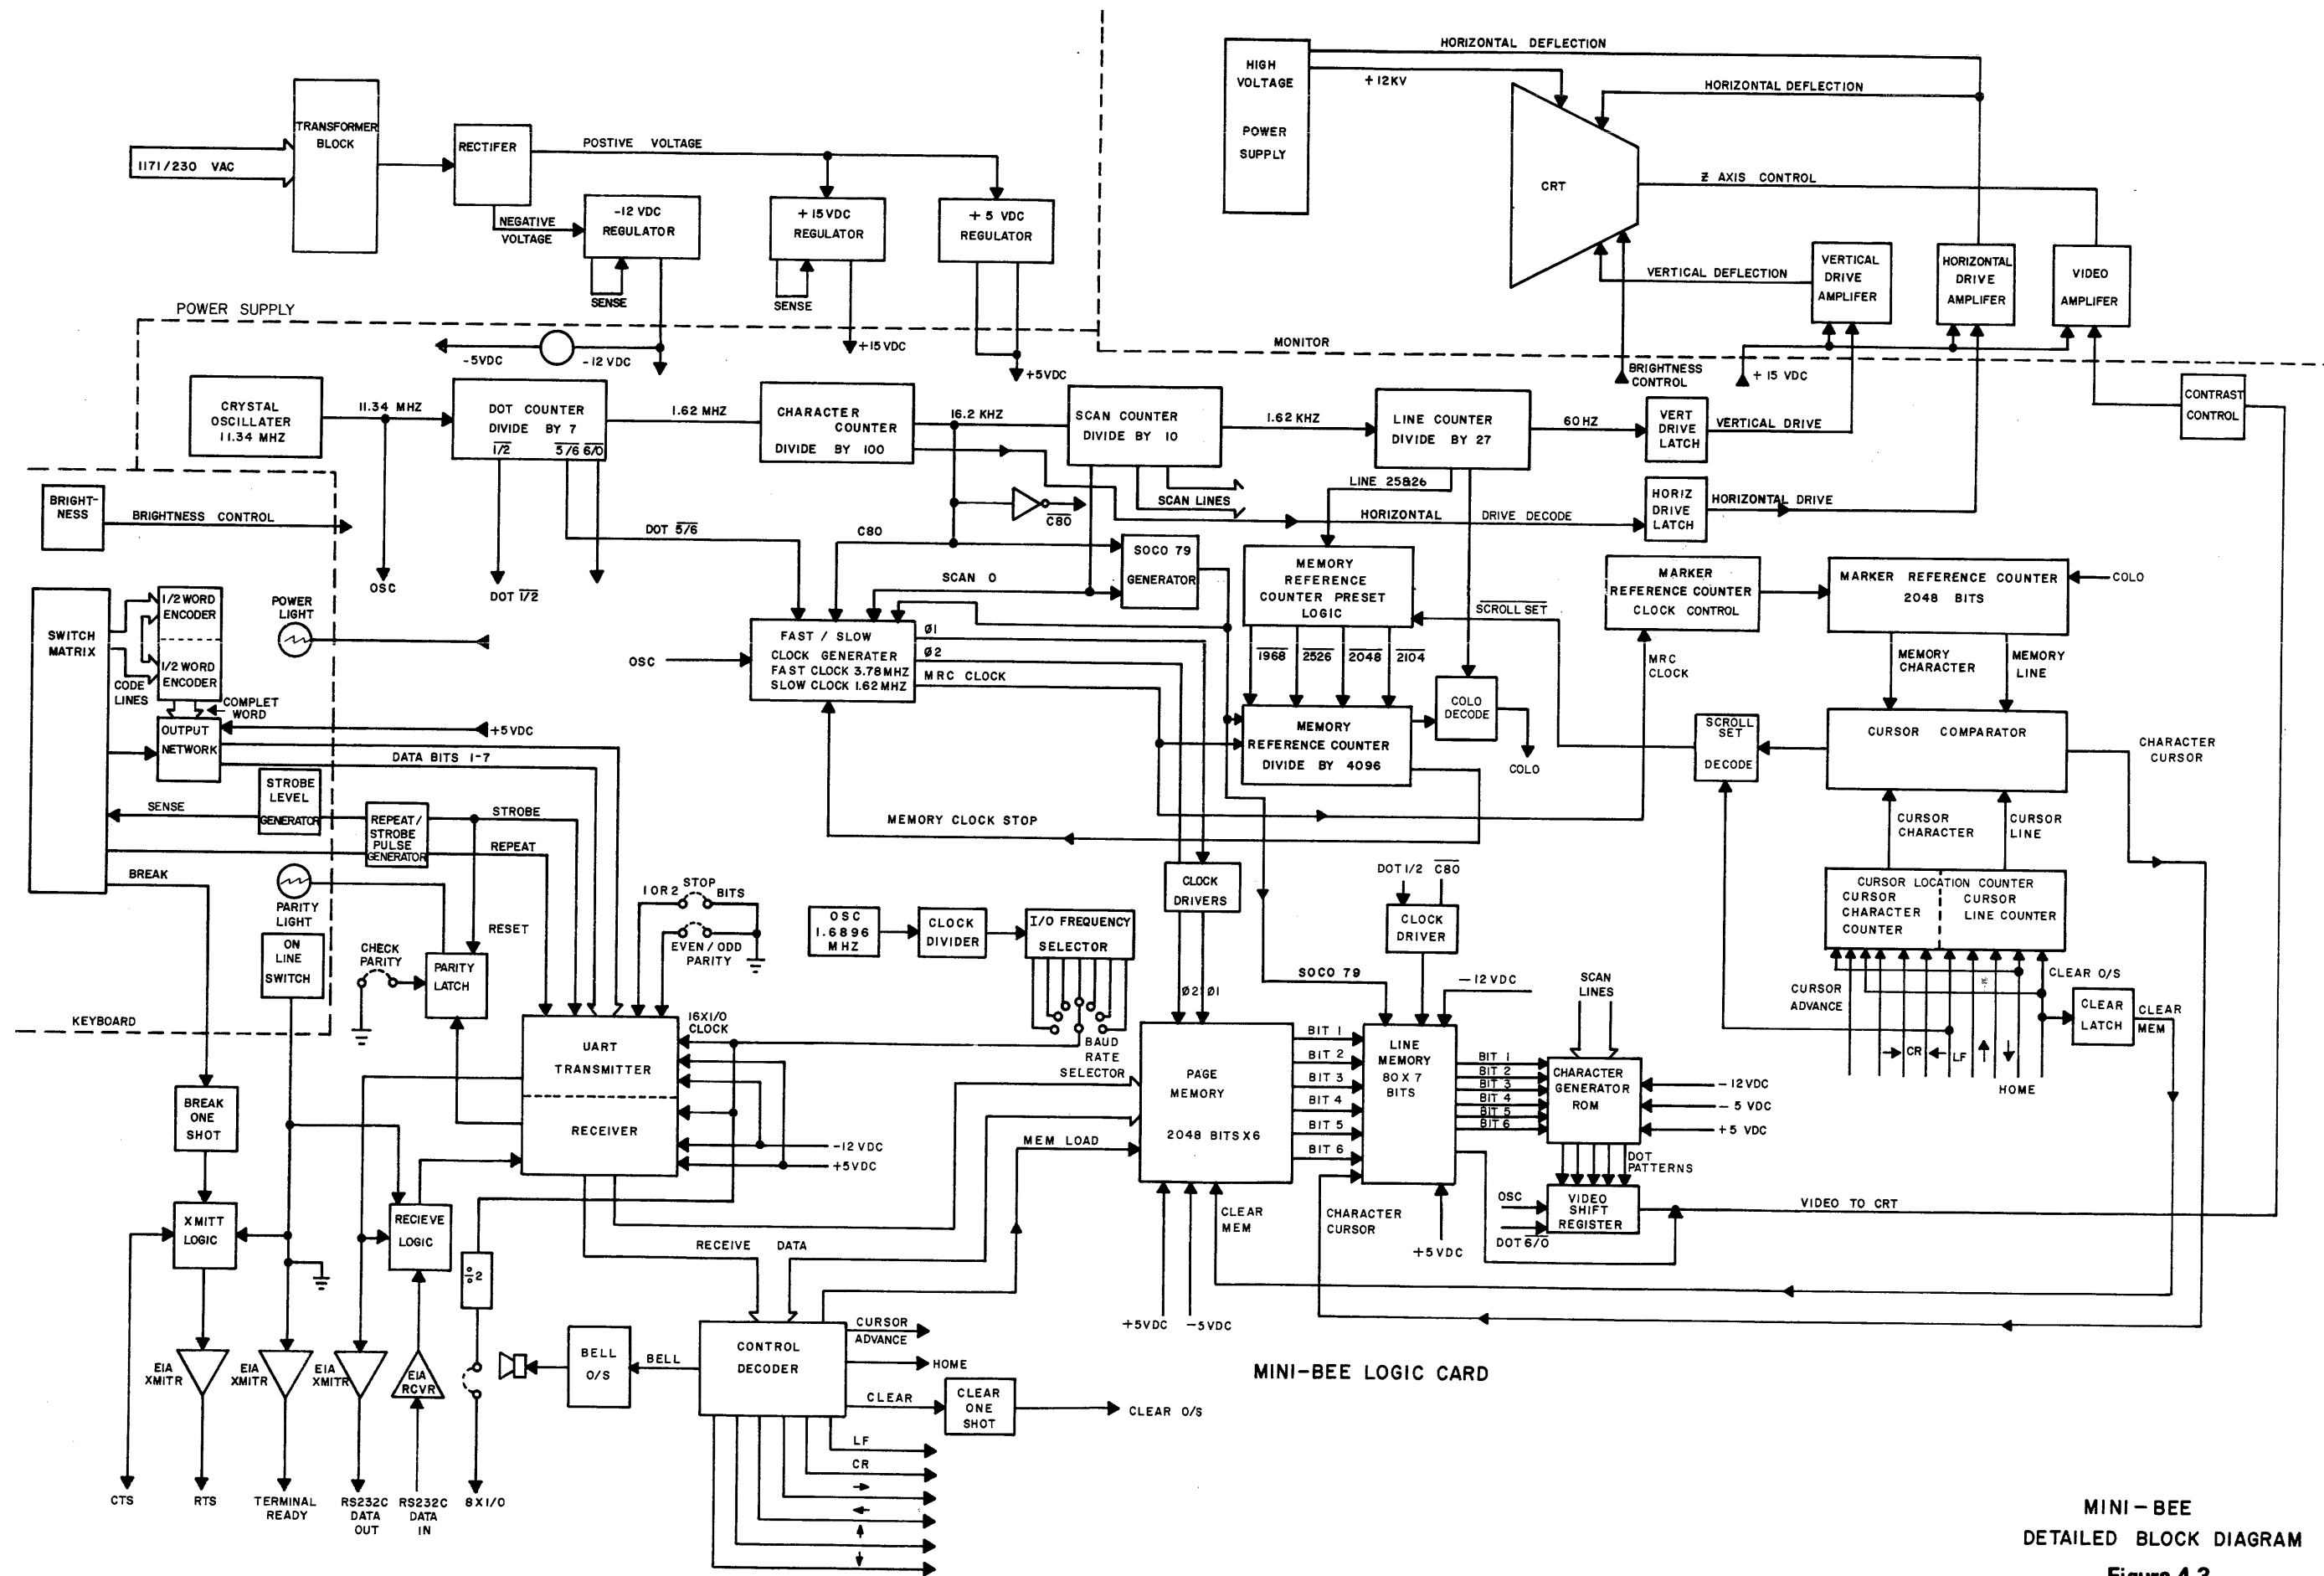 HORIZONTAL DEFLECTION
HIGH
VOLTAGE
POWER
SUPPLY
+12KV
HORIZONTAL DEFLECTION
CRT
Z AXIS CONTROL
VERTICAL DEFLECTION
VERTICAL
DRIVE
AMPLIFER
HORIZONTAL
DRIVE
AMPLIFER
VIDEO
AMPLIFER
MONITOR
BRIGHTNESS
CONTROL
+ 15 VDC
CONTRAST
CONTROL
TRANSFORMER
BLOCK
1171/230 VAC
RECTIFER
POSTIVE VOLTAGE
NEGATIVE
VOLTAGE
-12 VDC
REGULATOR
SENSE
+15VDC
REGULATOR
SENSE
+ 5 VDC
REGULATOR
POWER SUPPLY
-5VDC
-12 VDC
+15VDC
+5VDC
CRYSTAL
OSCILLATER
11.34 MHZ
11.34 MHZ
OSC
DOT COUNTER
DIVIDE BY 7
1/2
5/6
6/0
1.62 MHZ
CHARACTER
COUNTER
DIVIDE BY 100
16.2 KHZ
SCAN COUNTER
DIVIDE BY 10
1.62 KHZ
LINE COUNTER
DIVIDE BY 27
60HZ
VERT
DRIVE
LATCH
VERTICAL DRIVE
HORIZ
DRIVE
LATCH
HORIZONTAL DRIVE
SCAN LINES
LINE 25&26
HORIZONTAL DRIVE DECODE
C80
C80
DOT 5/6
DOT 1/2
SCAN 0
SOCO 79
GENERATOR
MEMORY
REFERENCE
COUNTER PRESET
LOGIC
SCROLL SET
1968
2526
2048
2104
MARKER
REFERENCE COUNTER
CLOCK CONTROL
MARKER REFERENCE COUNTER
2048 BITS
COLO
MRC
CLOCK
MEMORY
CHARACTER
MEMORY
LINE
OSC
FAST / SLOW
CLOCK GENERATER
FAST CLOCK 3.78MHZ
SLOW CLOCK 1.62MHZ
Ø1
Ø2
MRC CLOCK
MEMORY
REFERENCE COUNTER
DIVIDE BY 4096
COLO
DECODE
COLO
SCROLL
SET
DECODE
CURSOR COMPARATOR
CHARACTER
CURSOR
MEMORY CLOCK STOP
CURSOR
CHARACTER
CURSOR
LINE
CURSOR LOCATION COUNTER
CURSOR
CHARACTER
COUNTER
CURSOR
LINE COUNTER
CURSOR
ADVANCE
→ CR ← LF ↑ ↓
HOME
CLEAR O/S
CLEAR
LATCH
CLEAR
MEM
BRIGHT-
NESS
BRIGHTNESS CONTROL
SWITCH
MATRIX
CODE
LINES
1/2 WORD
ENCODER
1/2 WORD
ENCODER
COMPLET
WORD
POWER
LIGHT
OUTPUT
NETWORK
+5VDC
DATA BITS 1-7
SENSE
STROBE
LEVEL
GENERATOR
REPEAT/
STROBE
PULSE
GENERATOR
STROBE
REPEAT
BREAK
PARITY
LIGHT
RESET
ON
LINE
SWITCH
CHECK
PARITY
PARITY
LATCH
KEYBOARD
1 OR 2
STOP
BITS
EVEN / ODD
PARITY
OSC
1.6896
MHZ
CLOCK
DIVIDER
I/O FREQUENCY
SELECTOR
BAUD
RATE
SELECTOR
16X1/0
CLOCK
UART
TRANSMITTER
RECEIVER
-12 VDC
+5VDC
CLOCK
DRIVERS
Ø2
Ø1
DOT 1/2
C80
CLOCK
DRIVER
SOCO 79
-12 VDC
PAGE
MEMORY
2048 BITS X 6
MEM LOAD
BIT 1
BIT 2
BIT 3
BIT 4
BIT 5
BIT 6
LINE
MEMORY
80 X 7
BITS
BIT 1
BIT 2
BIT 3
BIT 4
BIT 5
BIT 6
SCAN
LINES
CHARACTER
GENERATOR
ROM
-12VDC
- 5 VDC
+5 VDC
DOT
PATTERNS
OSC
DOT 6/0
VIDEO
SHIFT
REGISTER
VIDEO TO CRT
CLEAR
MEM
CHARACTER
CURSOR
+5VDC
+5VDC
-5VDC
BREAK
ONE
SHOT
XMITT
LOGIC
RECIEVE
LOGIC
÷2
RECEIVE DATA
EIA
XMITR
EIA
XMITR
EIA
XMITR
EIA
RCVR
BELL
O/S
BELL
CONTROL
DECODER
CURSOR
ADVANCE
HOME
CLEAR
CLEAR
ONE
SHOT
CLEAR O/S
LF
CR
→
←
↑
↓
CTS
RTS
TERMINAL
READY
RS232C
DATA
OUT
RS232C
DATA
IN
8X1/0
MINI-BEE LOGIC CARD
MINI-BEE
DETAILED BLOCK DIAGRAM